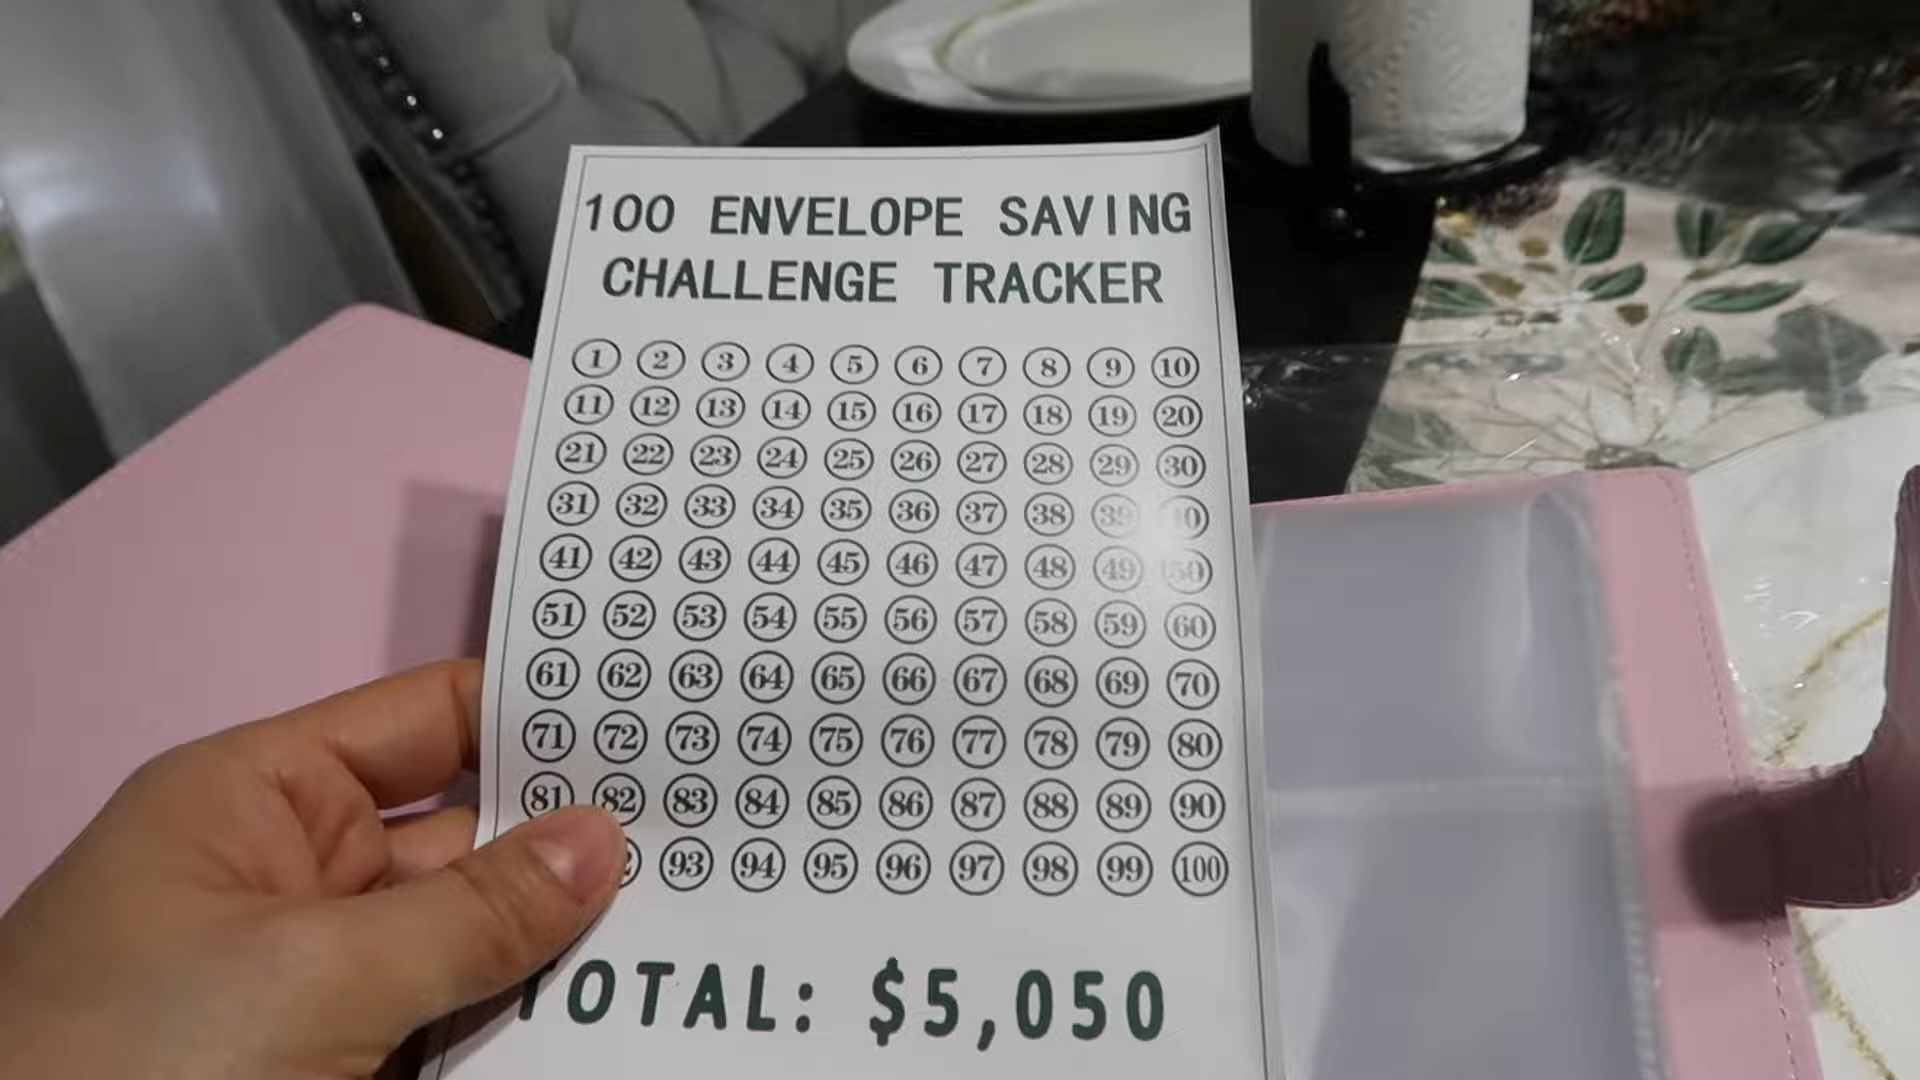 100 ENVELOPE SAVING
CHALLENGE TRACKER
1 2 3 4 5 6 7 8 9 10
11 12 13 14 15 16 17 18 19 20
21 22 23 24 25 26 27 28 29 30
31 32 33 34 35 36 37 38 39 40
41 42 43 44 45 46 47 48 49 50
51 52 53 54 55 56 57 58 59 60
61 62 63 64 65 66 67 68 69 70
71 72 73 74 75 76 77 78 79 80
81 82 83 84 85 86 87 88 89 90
93 94 95 96 97 98 99 100
TOTAL: $5,050